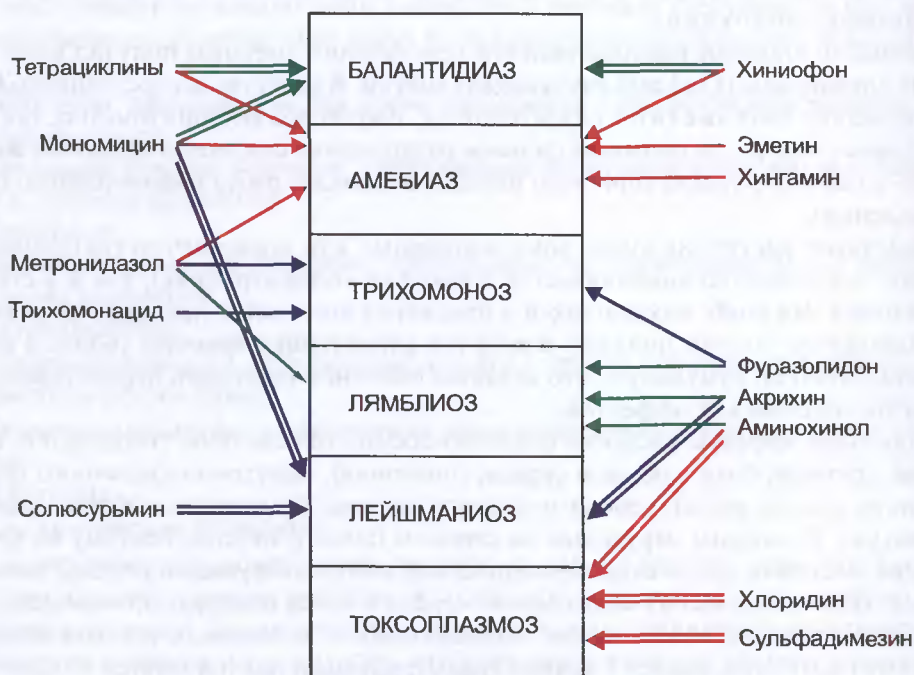 Тетрациклины
Мономицин
Метронидазол
Трихомонацид
Солюсурьмин
БАЛАНТИДИАЗ
АМЕБИАЗ
ТРИХОМОНОЗ
ЛЯМБЛИОЗ
ЛЕЙШМАНИОЗ
ТОКСОПЛАЗМОЗ
Хиниофон
Эметин
Хингамин
Фуразолидон
Акрихин
Аминохинол
Хлоридин
Сульфадимезин